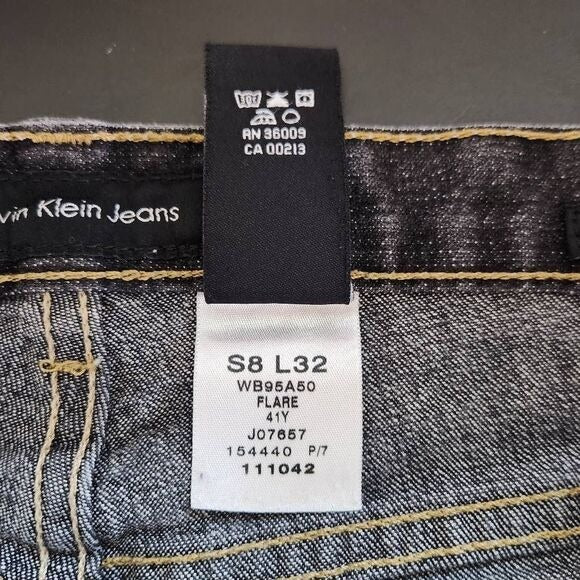 RN 36009
CA 00213
vin Klein Jeans
S8 L32
WB95A50
FLARE
41Y
J07657
154440 P/7
111042